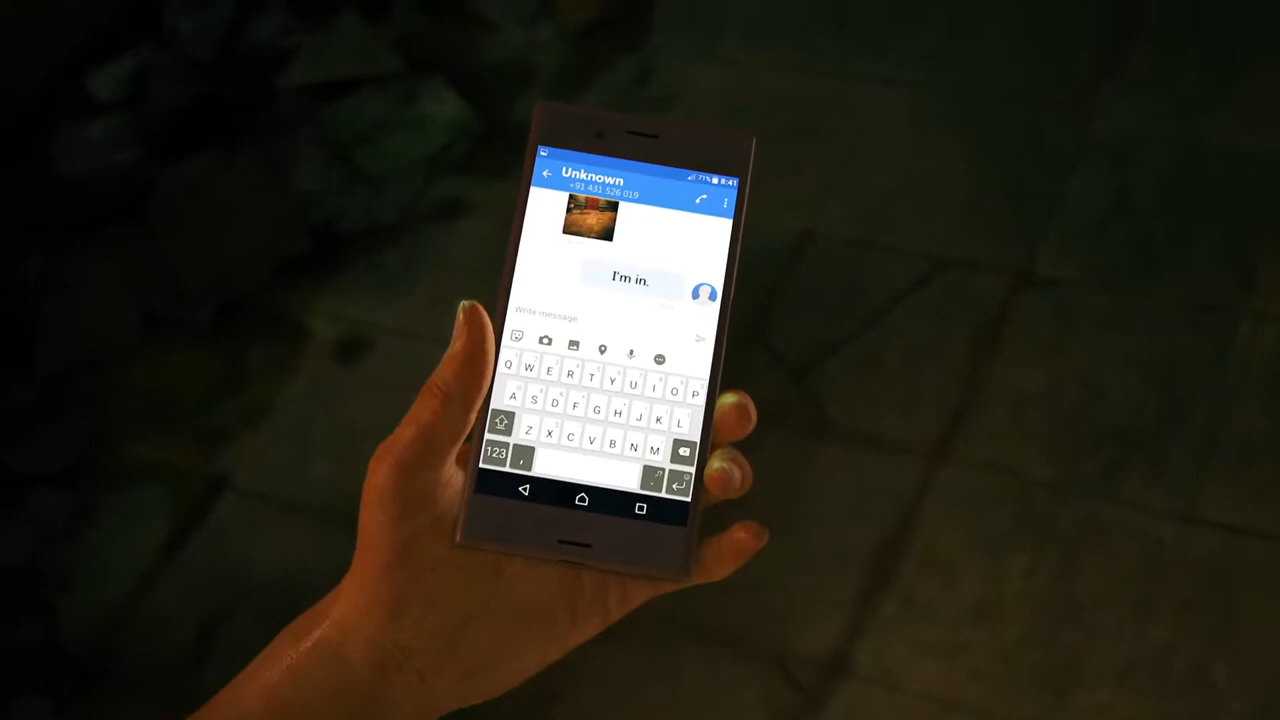 71% 8:41
Unknown
+91 431 526 019
I'm in.
Write message
Q W E R T Y U I O P
A S D F G H J K L
Z X C V B N M
123 , .